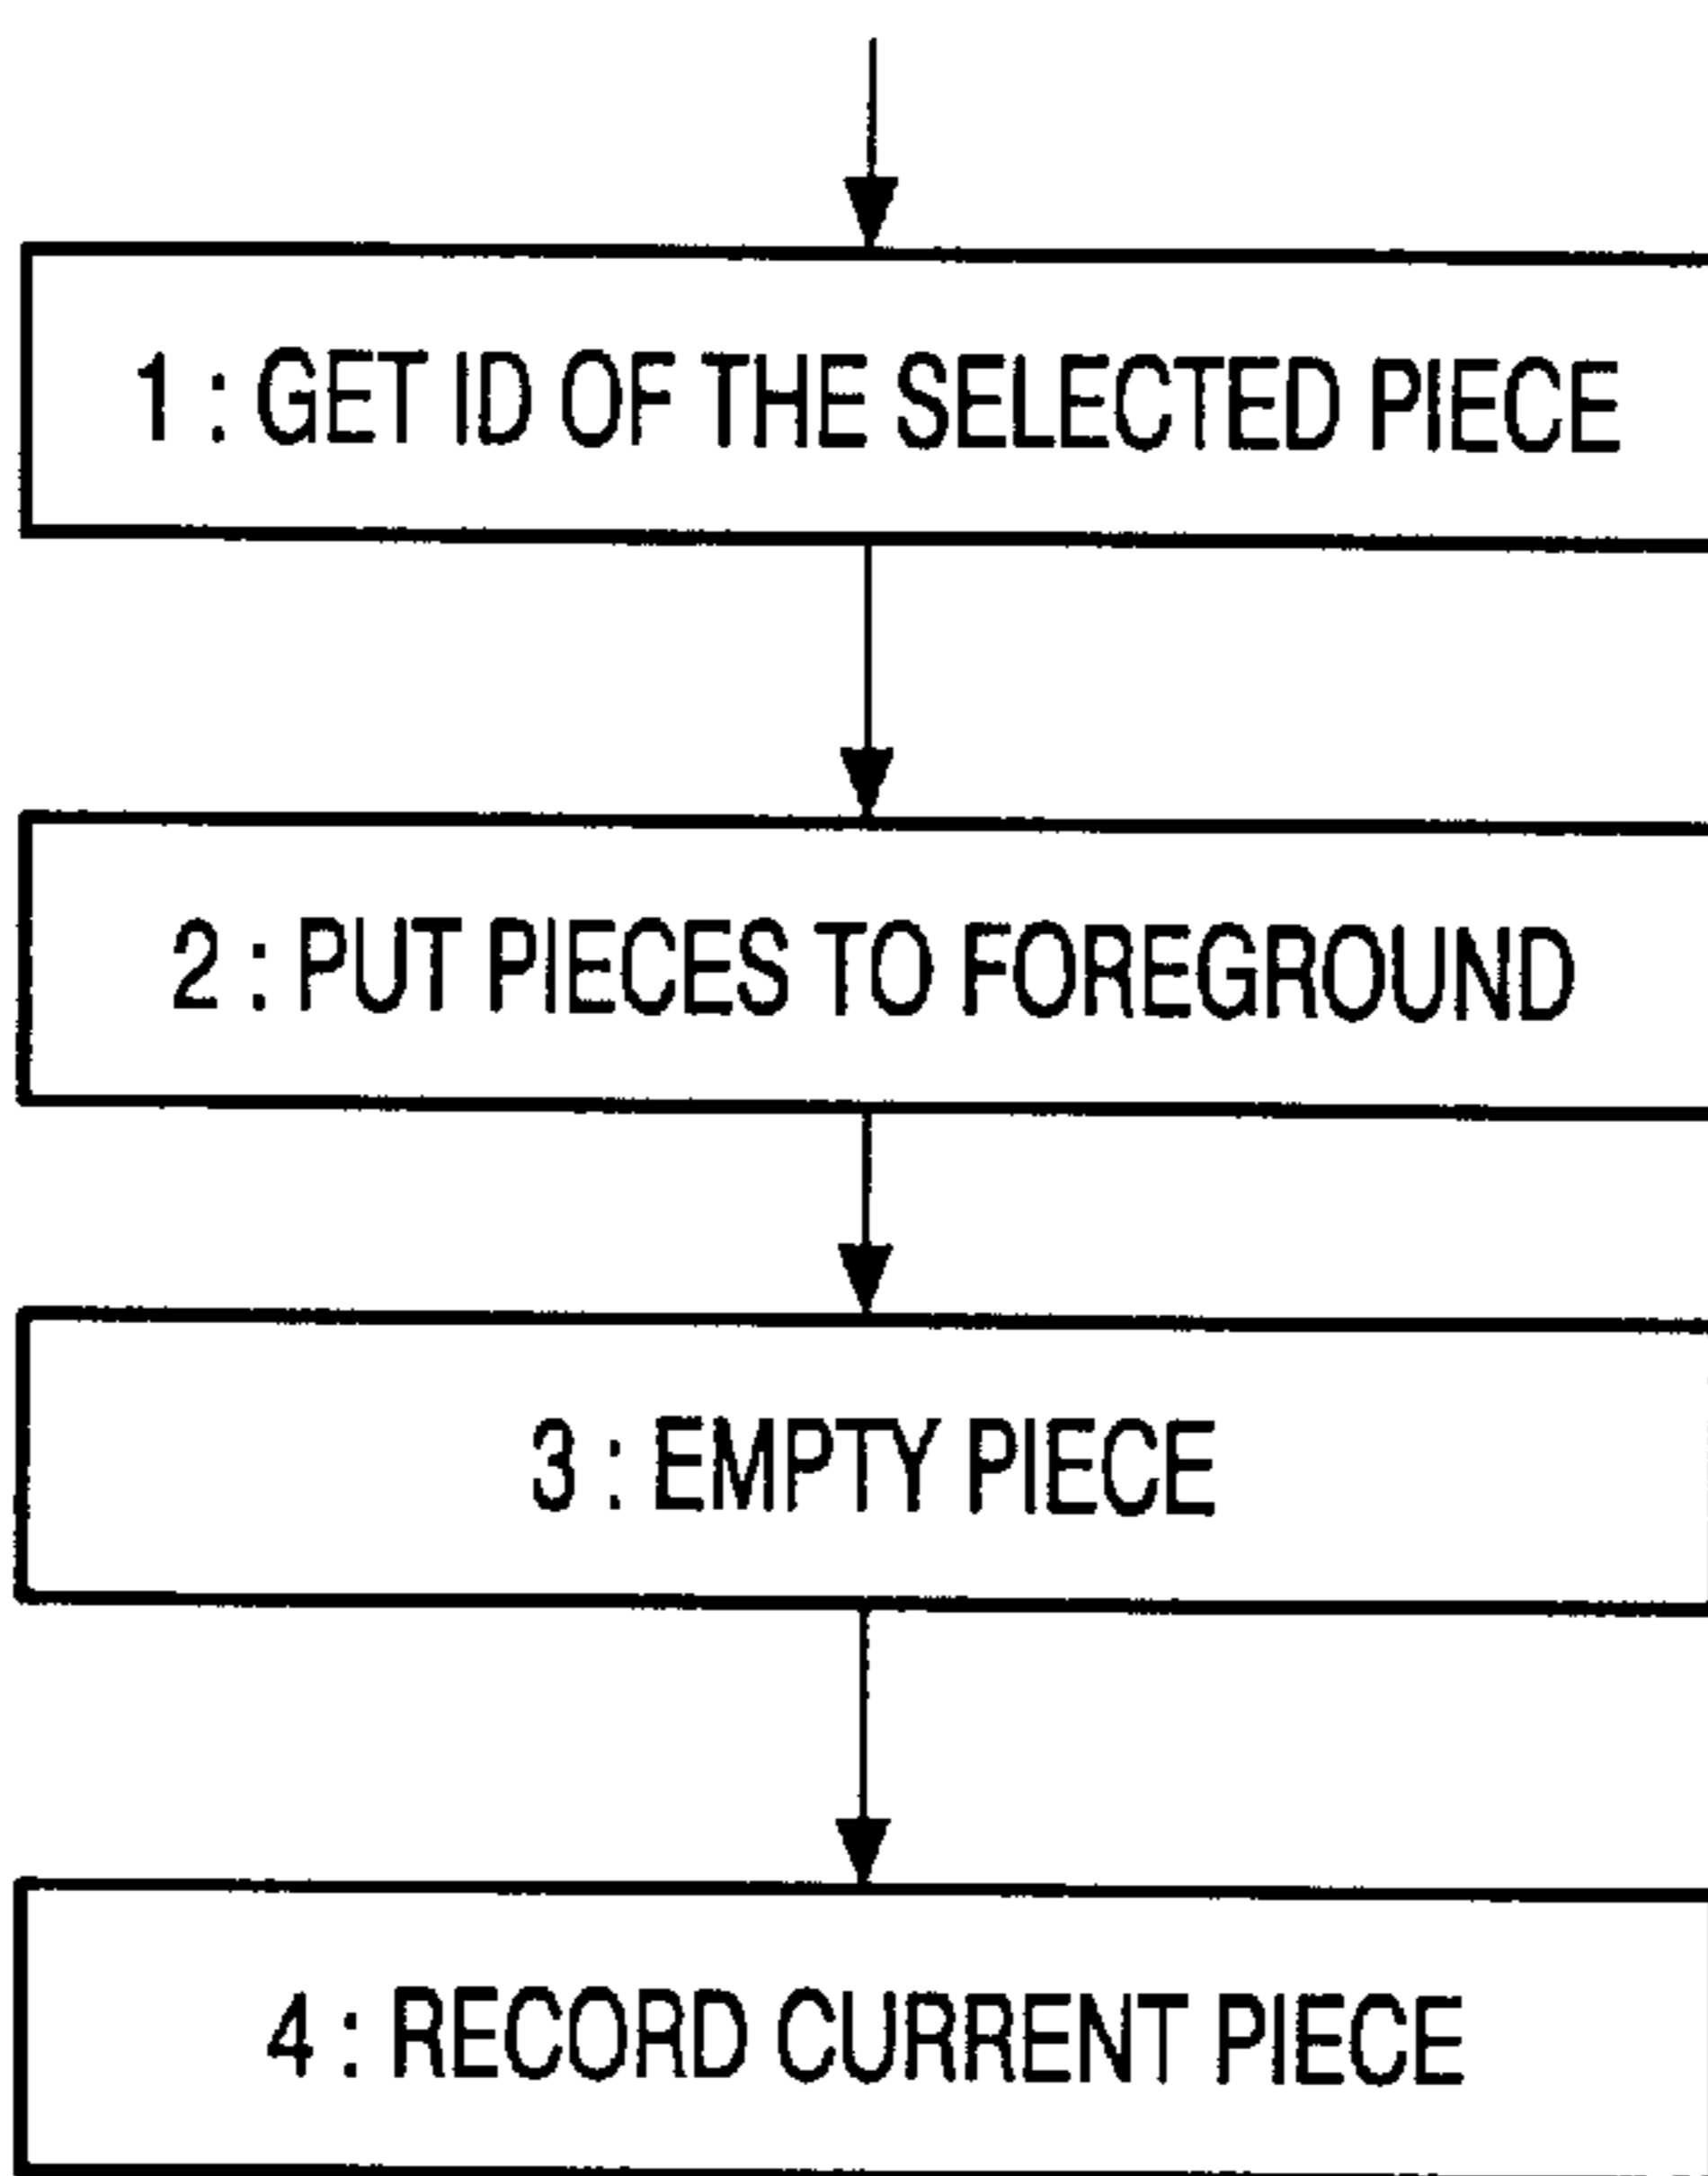 1 : GET ID OF THE SELECTED PIECE
2 : PUT PIECES TO FOREGROUND
3 : EMPTY PIECE
4 : RECORD CURRENT PIECE